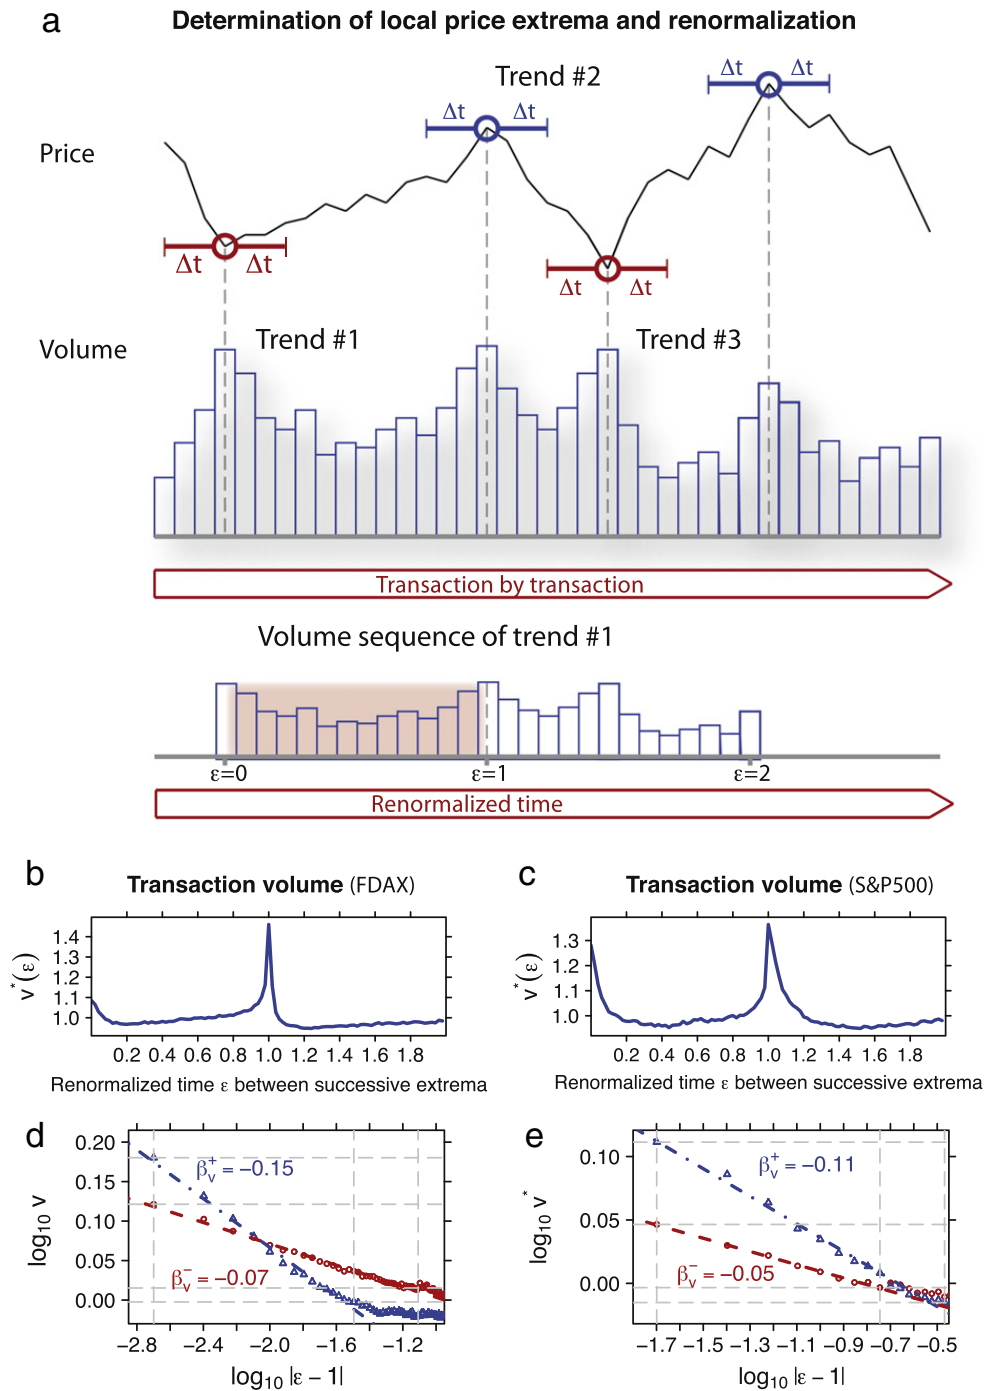 a
Determination of local price extrema and renormalization
Δt Δt
Trend #2
Δt Δt
Price
Δt Δt
Δt Δt
Volume
Trend #1
Trend #3
Transaction by transaction
Volume sequence of trend #1
ε=0 ε=1 ε=2
Renormalized time
b
Transaction volume (FDAX)
v*(ε)
1.4
1.3
1.2
1.1
1.0
0.2 0.4 0.6 0.8 1.0 1.2 1.4 1.6 1.8
Renormalized time ε between successive extrema
c
Transaction volume (S&P500)
v*(ε)
1.3
1.2
1.1
1.0
0.2 0.4 0.6 0.8 1.0 1.2 1.4 1.6 1.8
Renormalized time ε between successive extrema
d
log10 v
0.20
0.15
0.10
0.05
0.00
βv+ = −0.15
βv− = −0.07
−2.8 −2.4 −2.0 −1.6 −1.2
log10 |ε − 1|
e
log10 v*
0.10
0.05
0.00
βv+ = −0.11
βv− = −0.05
−1.7 −1.5 −1.3 −1.1 −0.9 −0.7 −0.5
log10 |ε − 1|